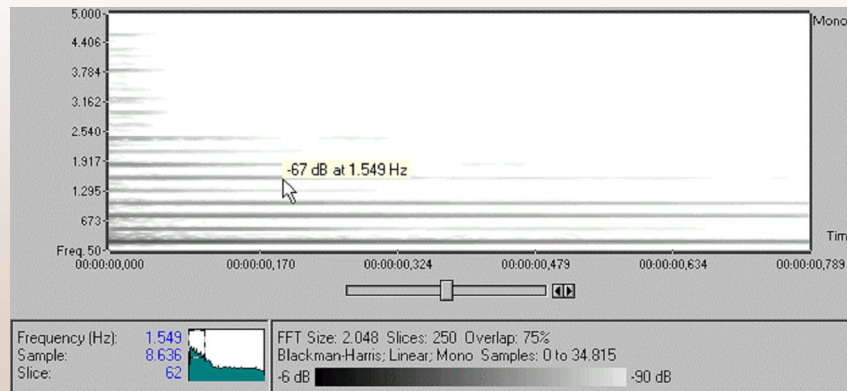 5.000
Mono
4.406
3.784
3.162
2.540
1.917
-67 dB at 1.549 Hz
1.295
673
Freq. 50
Tim
00:00:00,000 00:00:00,170 00:00:00,324 00:00:00,479 00:00:00,634 00:00:00,789
Frequency (Hz): 1.549
Sample: 8.636
Slice: 62
FFT Size: 2.048 Slices: 250 Overlap: 75%
Blackman-Harris; Linear; Mono Samples: 0 to 34.815
-6 dB -90 dB